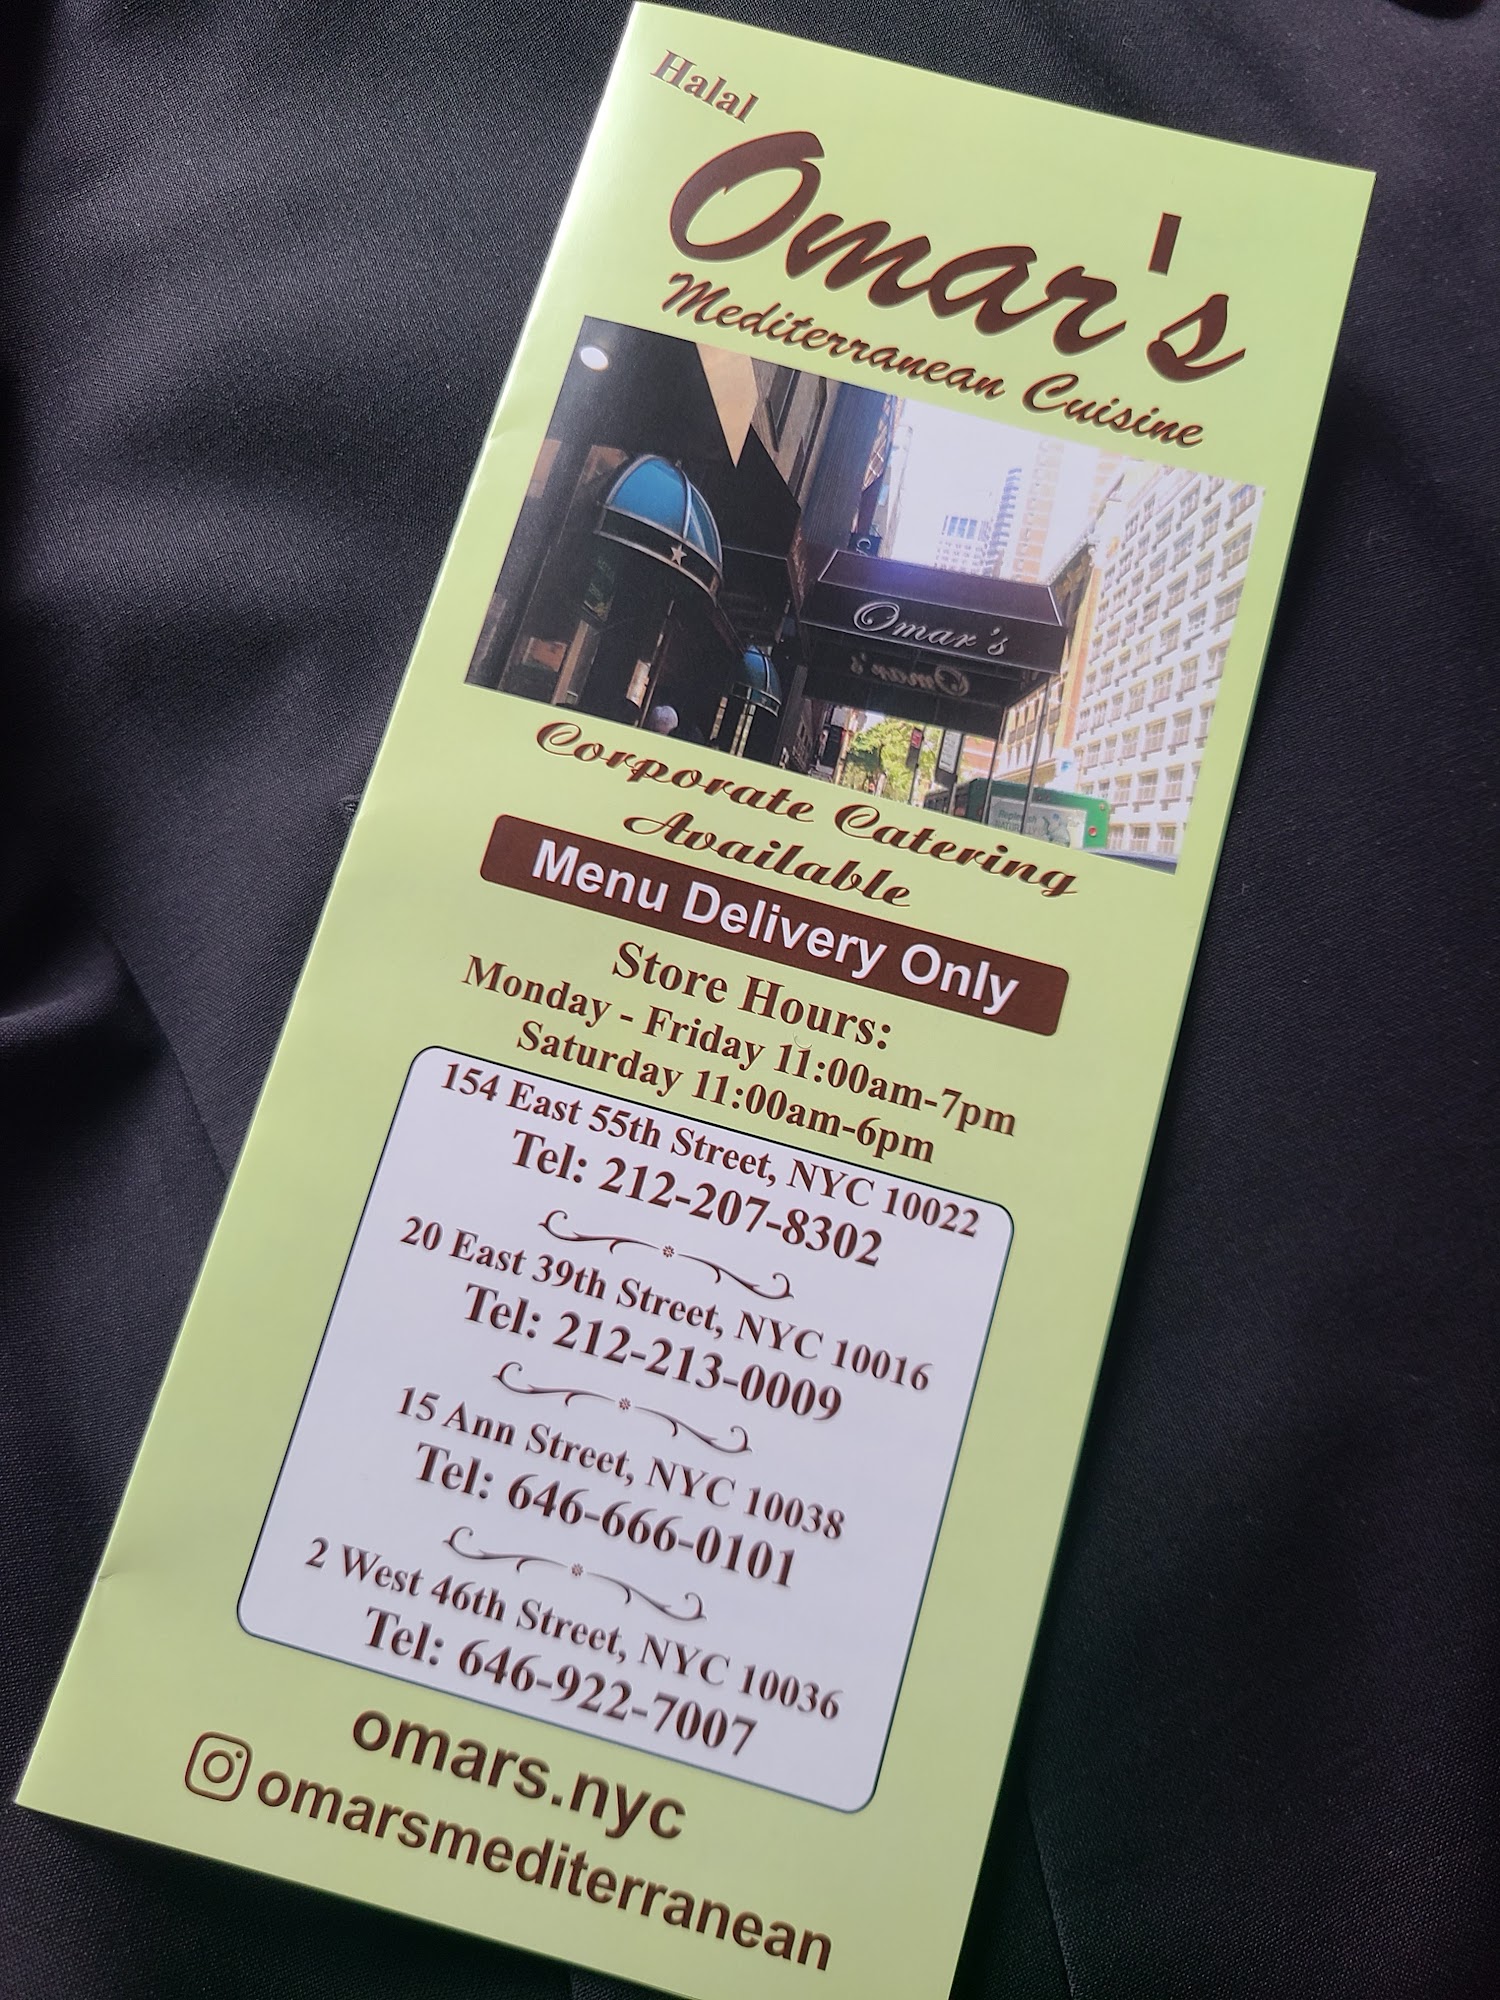 Halal
Omar's
Mediterranean Cuisine
Omar's
Omar's
Corporate Catering
Available
Menu Delivery Only
Store Hours:
Monday - Friday 11:00am-7pm
Saturday 11:00am-6pm
154 East 55th Street, NYC 10022
Tel: 212-207-8302
20 East 39th Street, NYC 10016
Tel: 212-213-0009
15 Ann Street, NYC 10038
Tel: 646-666-0101
2 West 46th Street, NYC 10036
Tel: 646-922-7007
omars.nyc
omarsmediterranean